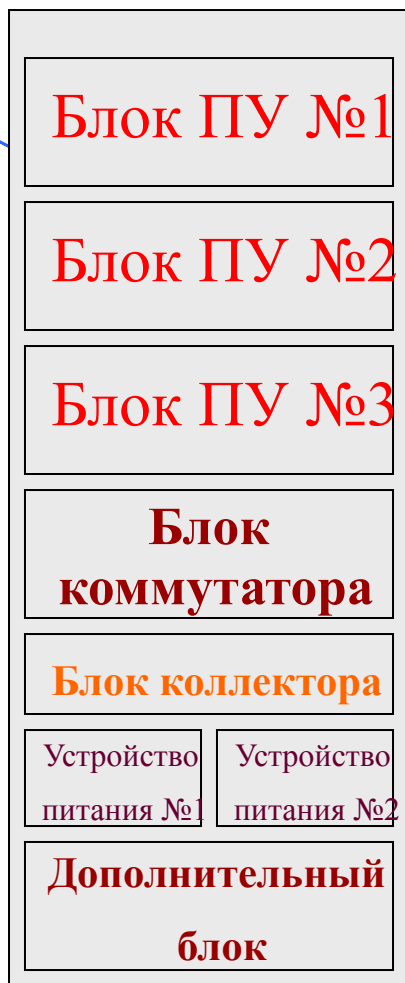 Блок ПУ №1
Блок ПУ №2
Блок ПУ №3
Блок
коммутатора
Блок коллектора
Устройство
питания №1
Устройство
питания №2
Дополнительный
блок